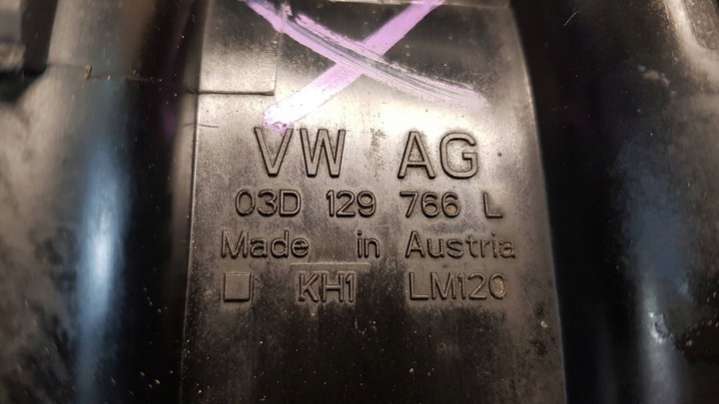 VW AG
03D 129 766 L
Made in Austria
KH1 LM120